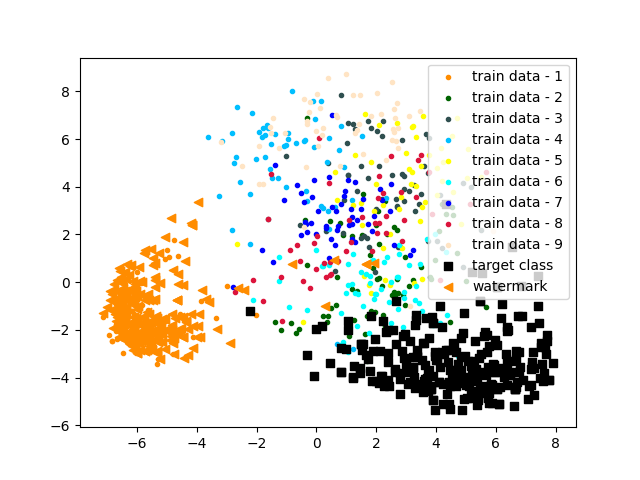 8
6
4
2
0
−2
−4
−6
−6
−4
−2
0
2
4
6
8
train data - 1
train data - 2
train data - 3
train data - 4
train data - 5
train data - 6
train data - 7
train data - 8
train data - 9
target class
watermark